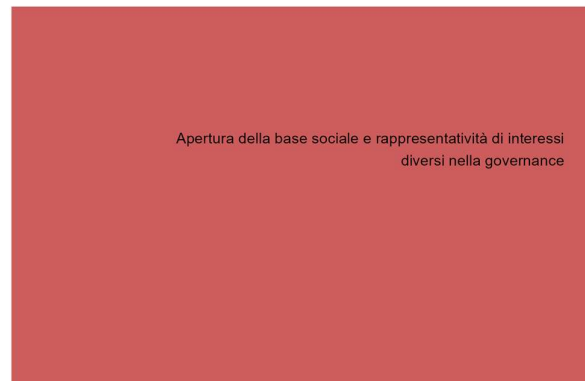 Apertura della base sociale e rappresentatività di interessi
diversi nella governance